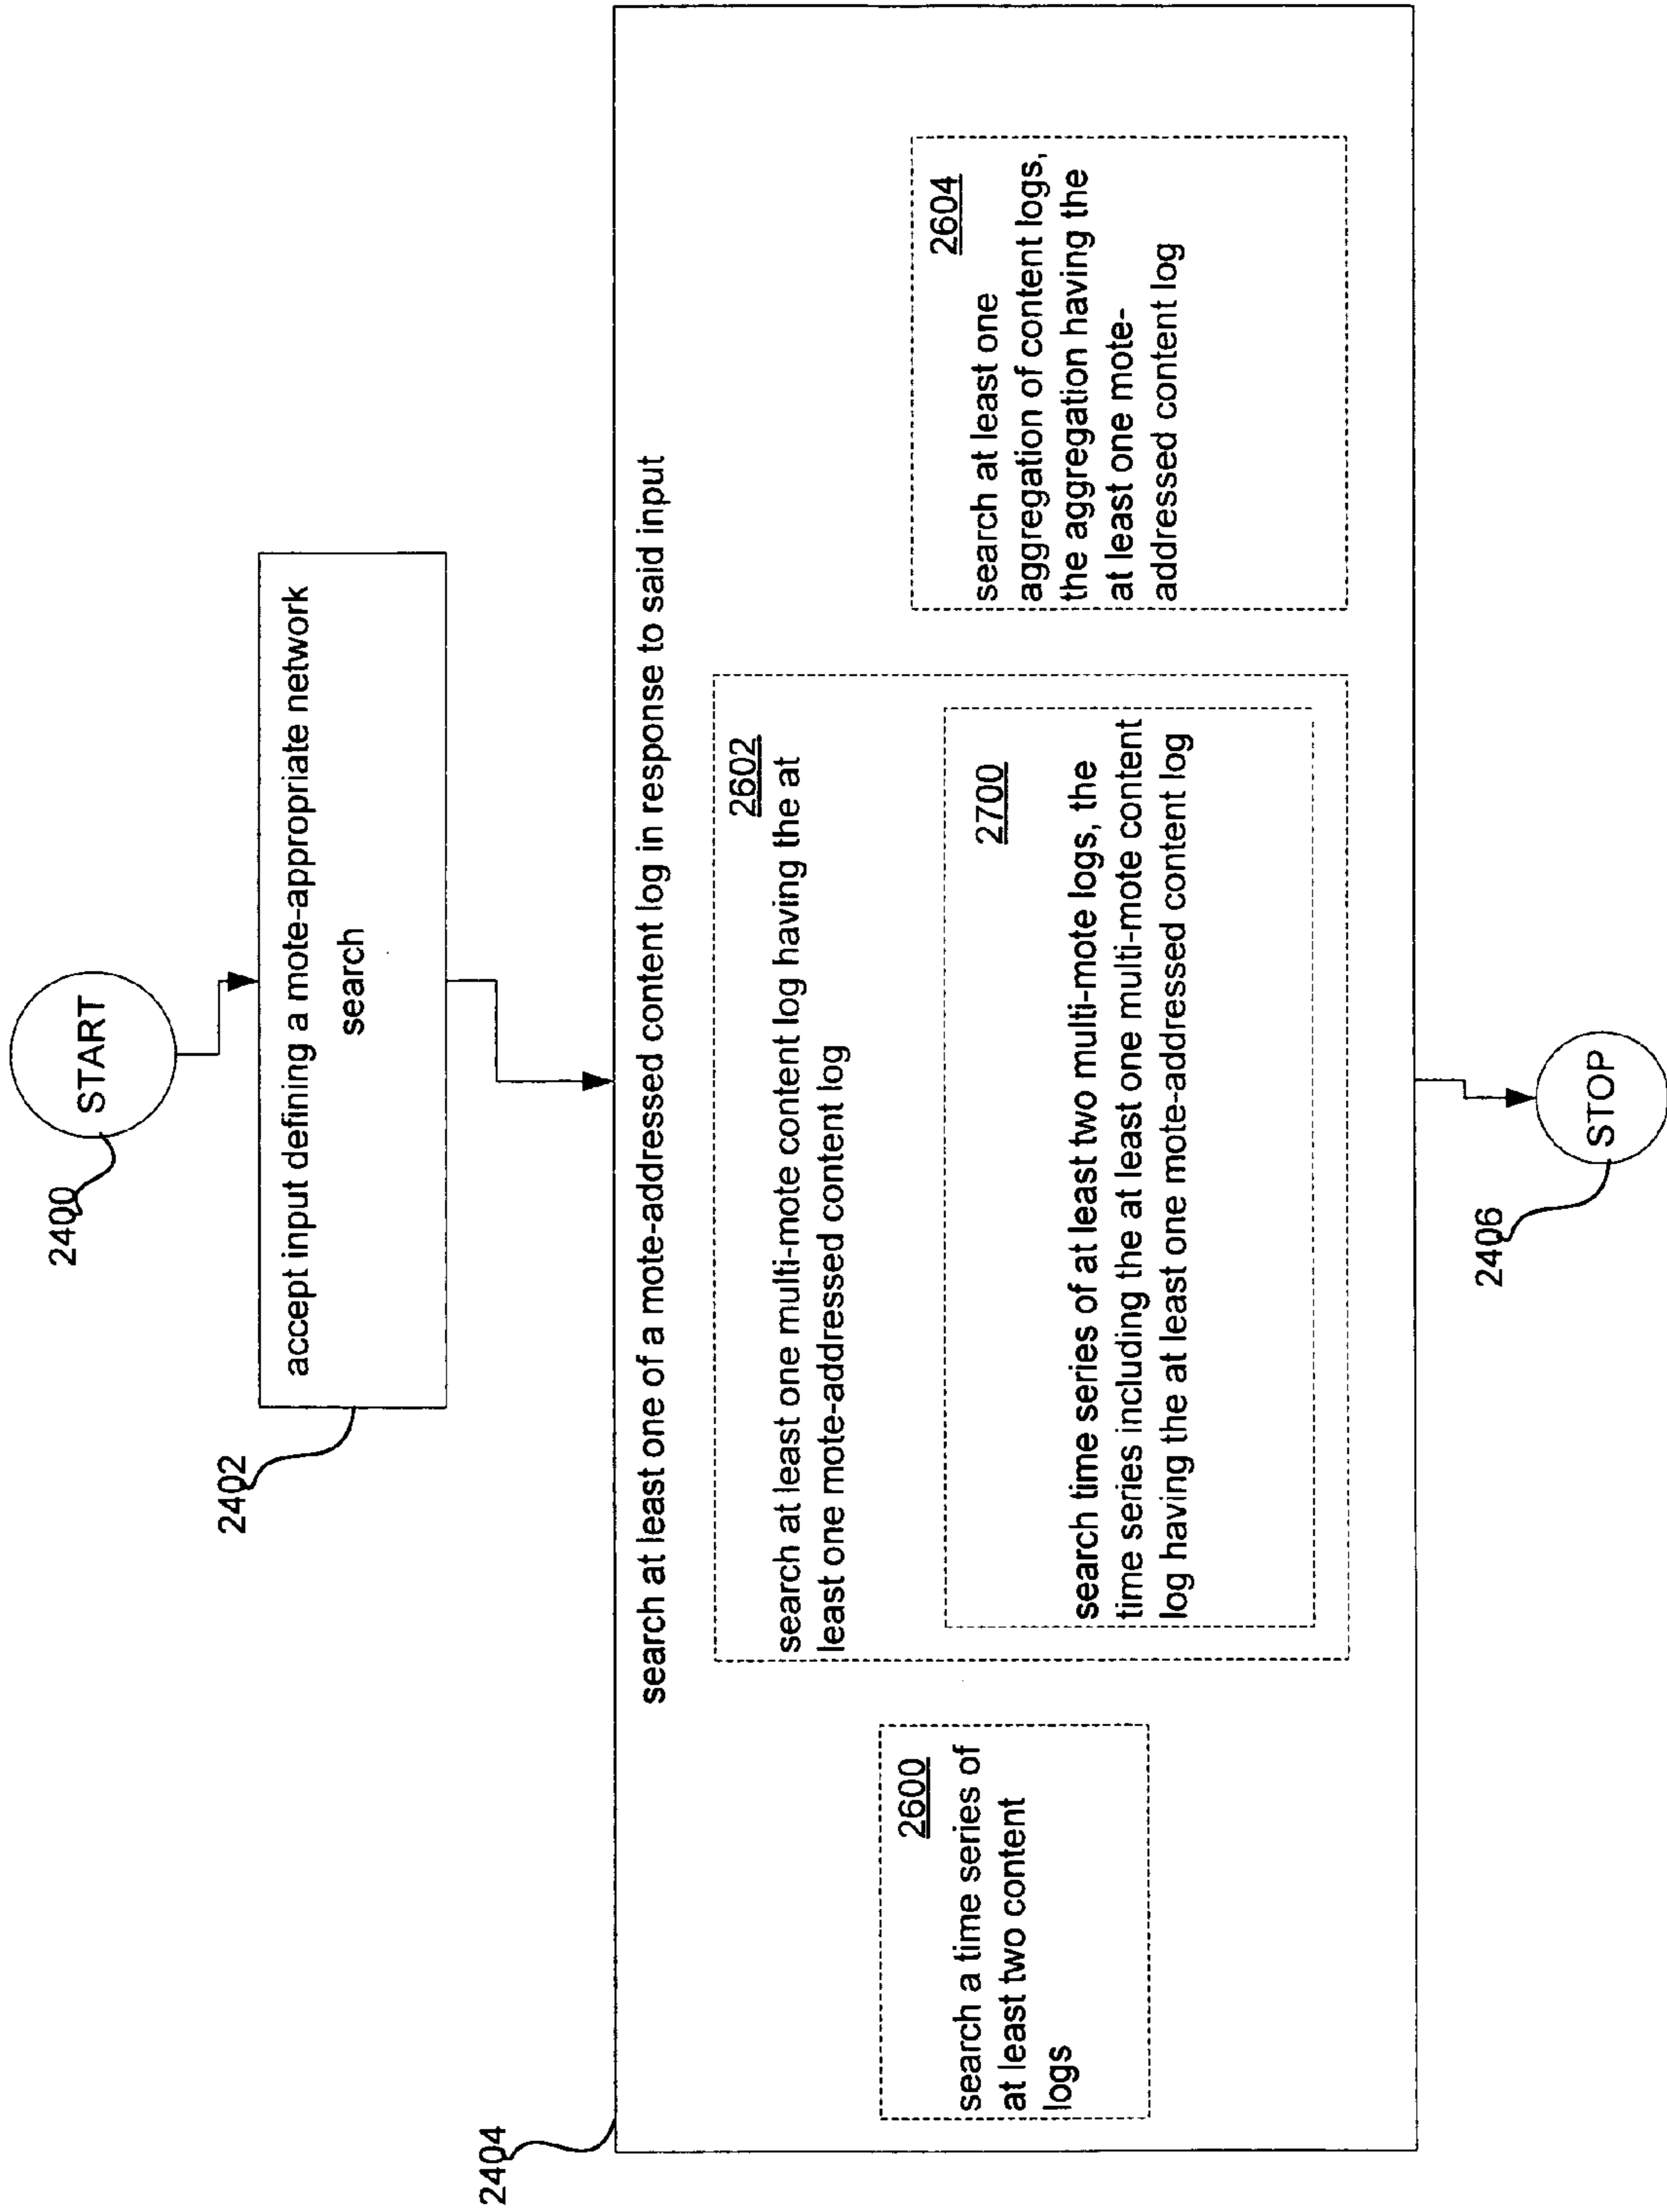 2400
START
2402
accept input defining a mote-appropriate network
search
2404
search at least one of a mote-addressed content log in response to said input
2600
search a time series of
at least two content
logs
2602
search at least one multi-mote content log having the at
least one mote-addressed content log
2700
search time series of at least two multi-mote logs, the
time series including the at least one multi-mote content
log having the at least one mote-addressed content log
2604
search at least one
aggregation of content logs,
the aggregation having the
at least one mote-
addressed content log
2406
STOP